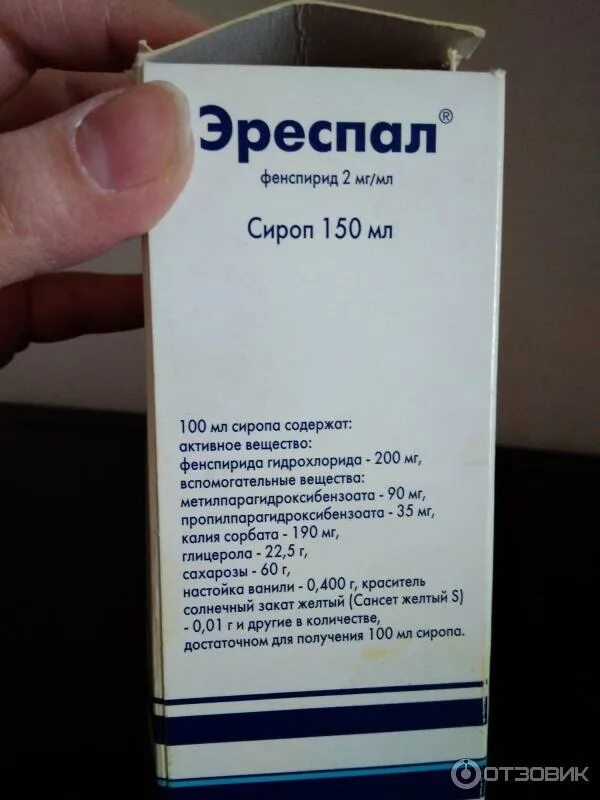 Эреспал®
фенспирид 2 мг/мл
Сироп 150 мл
100 мл сиропа содержат:
активное вещество:
фенспирида гидрохлорида - 200 мг,
вспомогательные вещества:
метилпарагидроксибензоата - 90 мг,
пропилпарагидроксибензоата - 35 мг,
калия сорбата - 190 мг,
глицерола - 22,5 г,
сахарозы - 60 г,
настойка ванили - 0,400 г, краситель
солнечный закат желтый (Сансет желтый S)
- 0,01 г и другие в количестве,
достаточном для получения 100 мл сиропа.
ОТЗОВИК